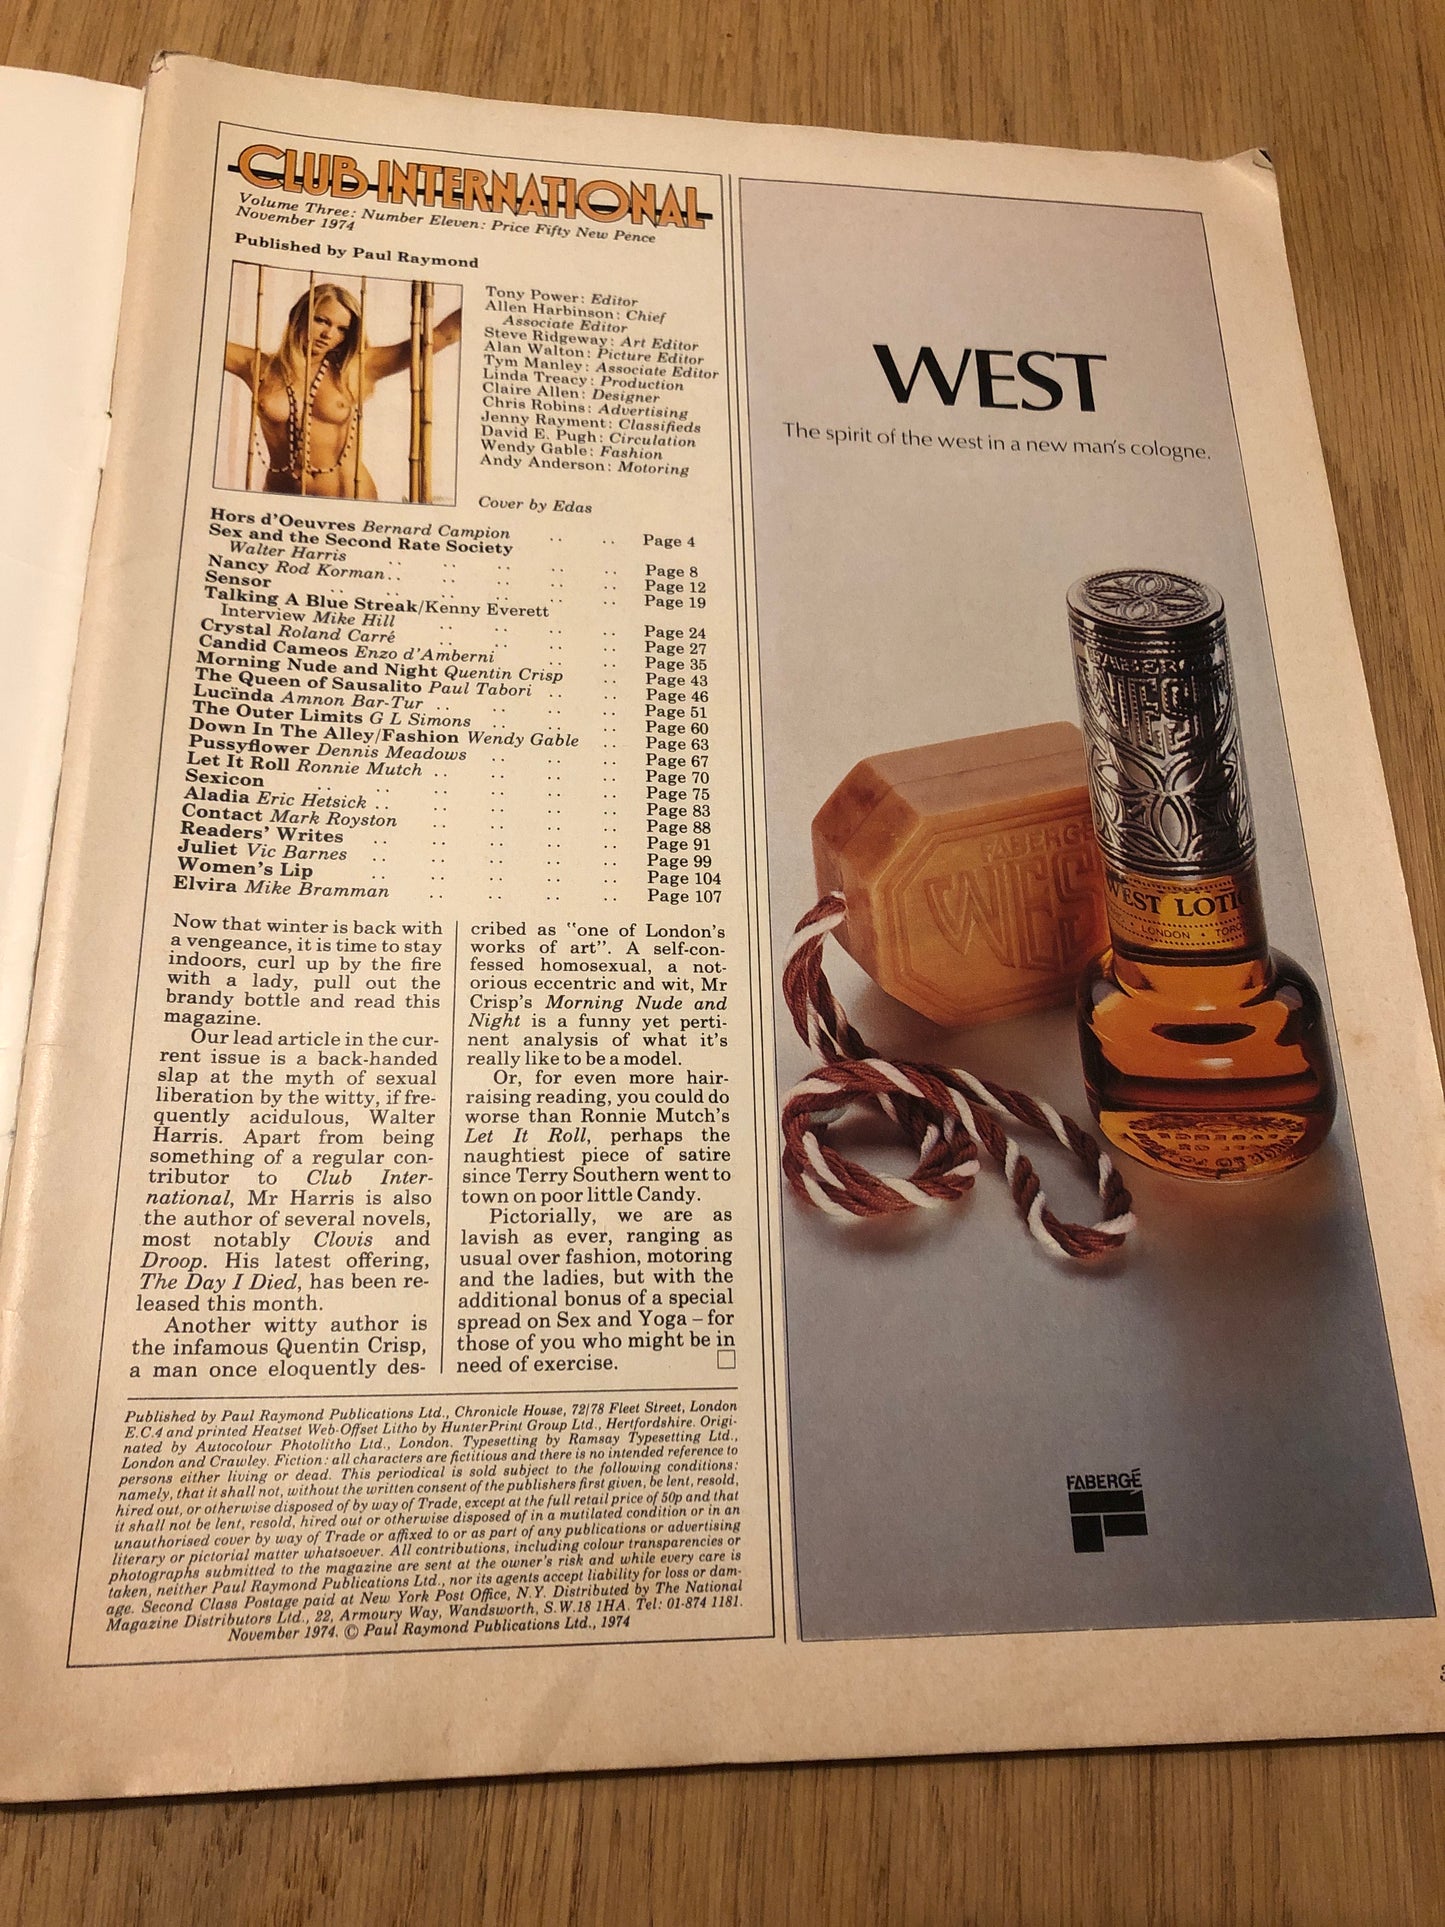 CLUB INTERNATIONAL
Volume Three: Number Eleven: Price Fifty New Pence
November 1974
Published by Paul Raymond
Tony Power: Editor
Allen Harbinson: Chief
Associate Editor
Steve Ridgeway: Art Editor
Alan Walton: Picture Editor
Tym Manley: Associate Editor
Linda Treacy: Production
Claire Allen: Designer
Chris Robins: Advertising
Jenny Rayment: Classifieds
David E. Pugh: Circulation
Wendy Gable: Fashion
Andy Anderson: Motoring
Cover by Edas
Hors d'Oeuvres Bernard Campion .. .. Page 4
Sex and the Second Rate Society
Walter Harris .. .. .. .. .. Page 8
Nancy Rod Korman .. .. .. .. .. Page 12
Sensor .. .. .. .. .. .. Page 19
Talking A Blue Streak/Kenny Everett
Interview Mike Hill .. .. .. .. Page 24
Crystal Roland Carré .. .. .. .. Page 27
Candid Cameos Enzo d'Amberni .. .. Page 35
Morning Nude and Night Quentin Crisp .. Page 43
The Queen of Sausalito Paul Tabori .. .. Page 46
Lucïnda Amnon Bar-Tur .. .. .. .. Page 51
The Outer Limits G L Simons .. .. .. Page 60
Down In The Alley/Fashion Wendy Gable .. Page 63
Pussyflower Dennis Meadows .. .. .. Page 67
Let It Roll Ronnie Mutch .. .. .. .. Page 70
Sexicon .. .. .. .. .. .. Page 75
Aladia Eric Hetsick .. .. .. .. .. Page 83
Contact Mark Royston .. .. .. .. Page 88
Readers' Writes .. .. .. .. .. Page 91
Juliet Vic Barnes .. .. .. .. .. Page 99
Women's Lip .. .. .. .. .. Page 104
Elvira Mike Bramman .. .. .. .. Page 107
Now that winter is back with
a vengeance, it is time to stay
indoors, curl up by the fire
with a lady, pull out the
brandy bottle and read this
magazine.
Our lead article in the cur-
rent issue is a back-handed
slap at the myth of sexual
liberation by the witty, if fre-
quently acidulous, Walter
Harris. Apart from being
something of a regular con-
tributor to Club Inter-
national, Mr Harris is also
the author of several novels,
most notably Clovis and
Droop. His latest offering,
The Day I Died, has been re-
leased this month.
Another witty author is
the infamous Quentin Crisp,
a man once eloquently des-
cribed as "one of London's
works of art". A self-con-
fessed homosexual, a not-
orious eccentric and wit, Mr
Crisp's Morning Nude and
Night is a funny yet perti-
nent analysis of what it's
really like to be a model.
Or, for even more hair-
raising reading, you could do
worse than Ronnie Mutch's
Let It Roll, perhaps the
naughtiest piece of satire
since Terry Southern went to
town on poor little Candy.
Pictorially, we are as
lavish as ever, ranging as
usual over fashion, motoring
and the ladies, but with the
additional bonus of a special
spread on Sex and Yoga – for
those of you who might be in
need of exercise.
Published by Paul Raymond Publications Ltd., Chronicle House, 72/78 Fleet Street, London
E.C.4 and printed Heatset Web-Offset Litho by HunterPrint Group Ltd., Hertfordshire. Origi-
nated by Autocolour Photolitho Ltd., London. Typesetting by Ramsay Typesetting Ltd.,
London and Crawley. Fiction: all characters are fictitious and there is no intended reference to
persons either living or dead. This periodical is sold subject to the following conditions:
namely, that it shall not, without the written consent of the publishers first given, be lent, resold,
hired out, or otherwise disposed of by way of Trade, except at the full retail price of 50p and that
it shall not be lent, resold, hired out or otherwise disposed of in a mutilated condition or in an
unauthorised cover by way of Trade or affixed to or as part of any publications or advertising
literary or pictorial matter whatsoever. All contributions, including colour transparencies or
photographs submitted to the magazine are sent at the owner's risk and while every care is
taken, neither Paul Raymond Publications Ltd., nor its agents accept liability for loss or dam-
age. Second Class Postage paid at New York Post Office, N.Y. Distributed by The National
Magazine Distributors Ltd., 22, Armoury Way, Wandsworth, S.W.18 1HA. Tel: 01-874 1181.
November 1974. © Paul Raymond Publications Ltd., 1974
WEST
The spirit of the west in a new man's cologne.
FABERGÉ
WEST
FABERGÉ
WEST
WEST LOTI
LONDON • TORO
FABERGÉ